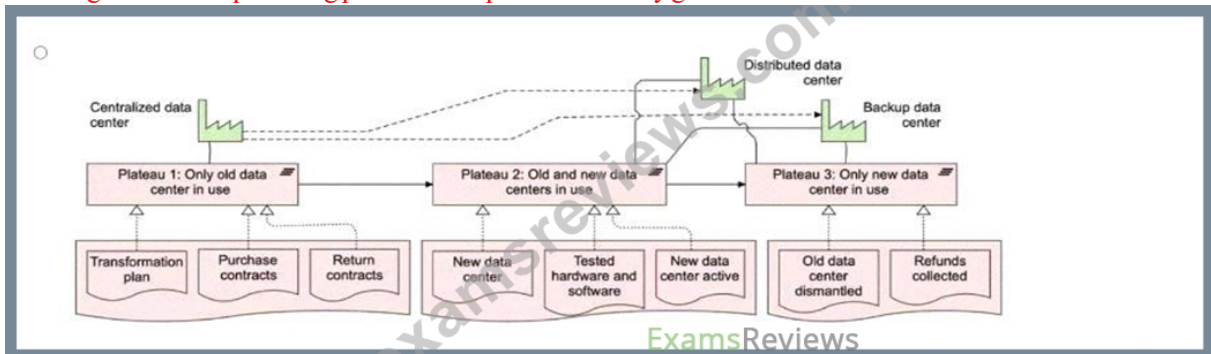 Distributed data
center
Centralized data
center
Backup data
center
Plateau 1: Only old data
center in use
Plateau 2: Old and new data
centers in use
Plateau 3: Only new data
center in use
Transformation
plan
Purchase
contracts
Return
contracts
New data
center
Tested
hardware and
software
New data
center active
Old data
center
dismantled
Refunds
collected
examsreviews.com
ExamsReviews